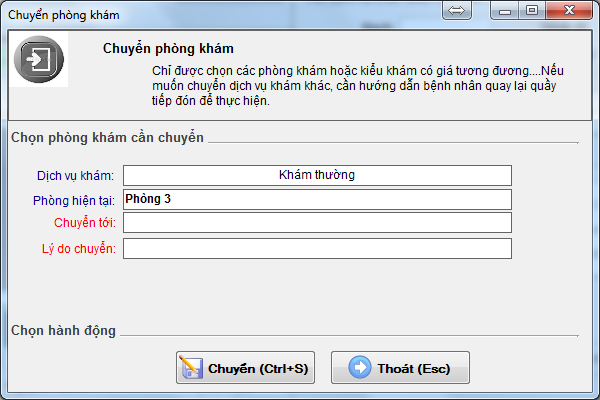 Chuyển phòng khám
Chuyển phòng khám
Chỉ được chọn các phòng khám hoặc kiểu khám có giá tương đương....Nếu
muốn chuyển dịch vụ khám khác, cần hướng dẫn bệnh nhân quay lại quầy
tiếp đón để thực hiện.
Chọn phòng khám cần chuyển
Dịch vụ khám: Khám thường
Phòng hiện tại: Phòng 3
Chuyển tới:
Lý do chuyển:
Chọn hành động
Chuyển (Ctrl+S) Thoát (Esc)